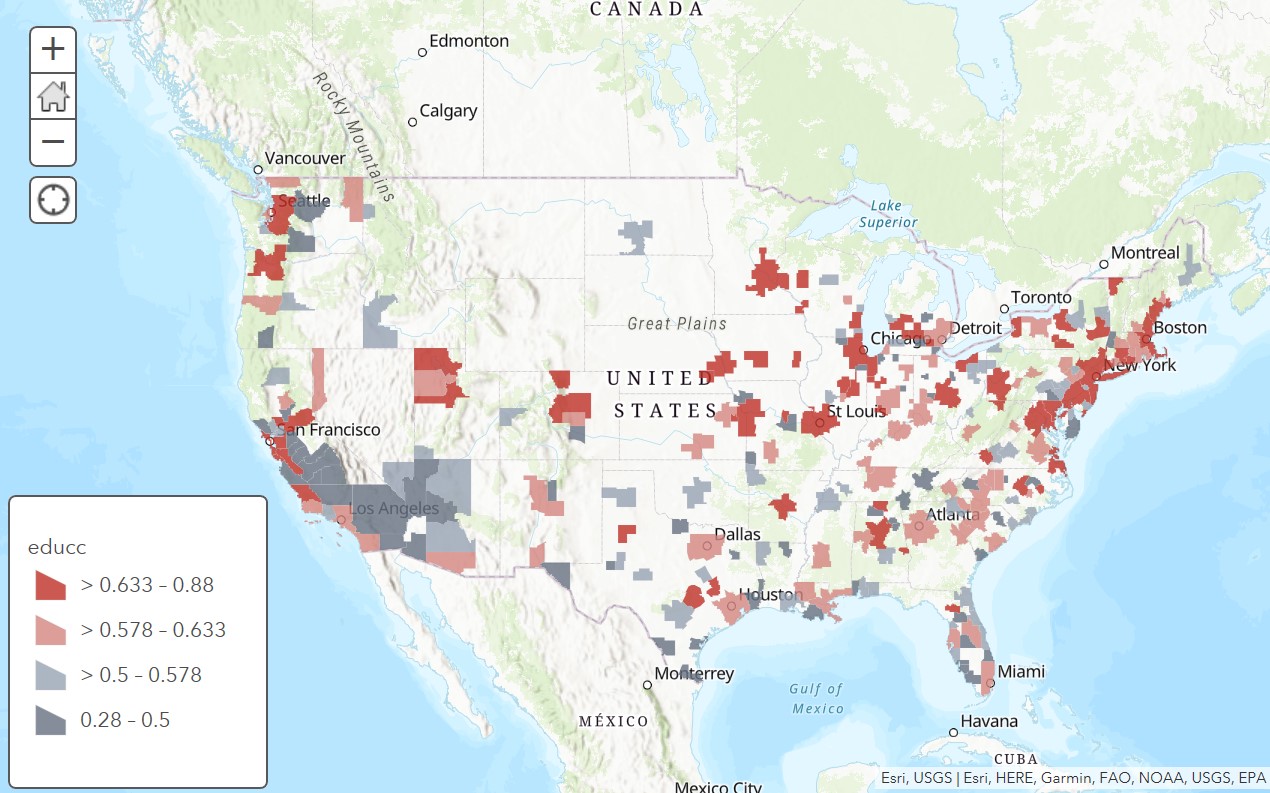 CANADA
+
Edmonton
Rocky Mountains
Calgary
−
Vancouver
Seattle
Lake
Superior
Montreal
Toronto
Great Plains
Detroit
Boston
Chicago
New York
UNITED
STATES
St Louis
San Francisco
Los Angeles
Atlanta
Dallas
Houston
educc
> 0.633 – 0.88
> 0.578 – 0.633
> 0.5 – 0.578
0.28 – 0.5
Monterrey
Miami
Gulf of
Mexico
MÉXICO
Havana
CUBA
Esri, USGS | Esri, HERE, Garmin, FAO, NOAA, USGS, EPA
Mexico City